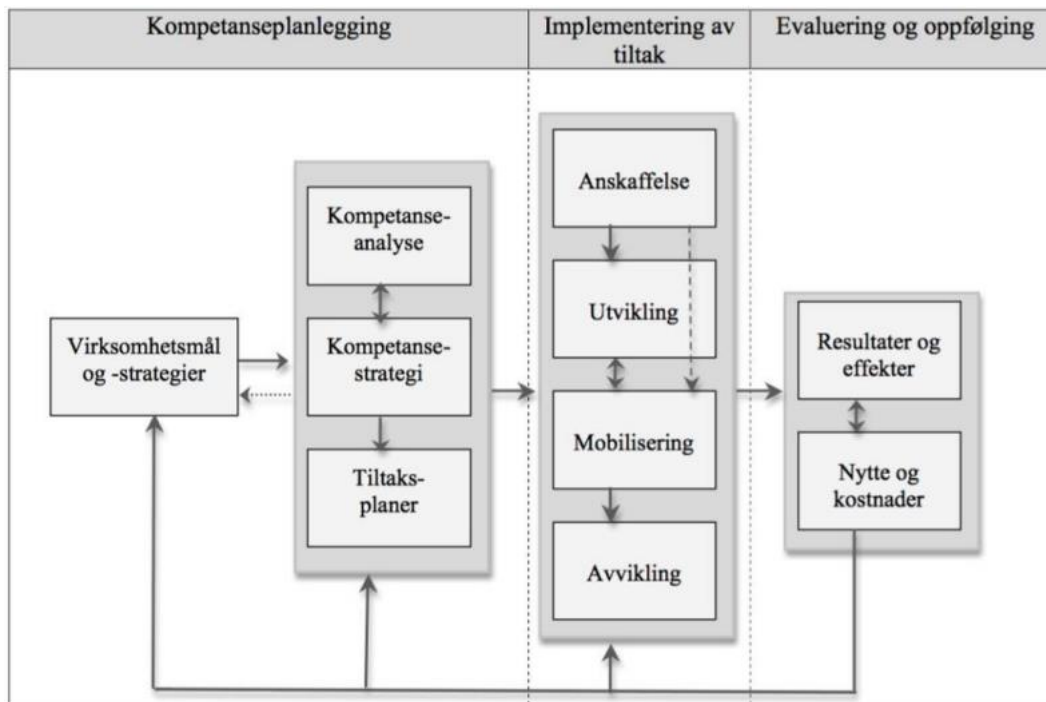 Kompetanseplanlegging
Implementering av
tiltak
Evaluering og oppfølging
Virksomhetsmål
og -strategier
Kompetanse-
analyse
Kompetanse-
strategi
Tiltaks-
planer
Anskaffelse
Utvikling
Mobilisering
Avvikling
Resultater og
effekter
Nytte og
kostnader